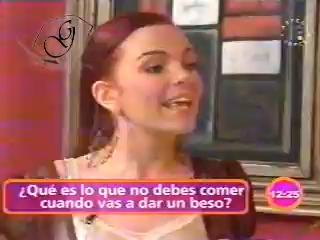 G
¿Qué es lo que no debes comer
cuando vas a dar un beso?
12:25